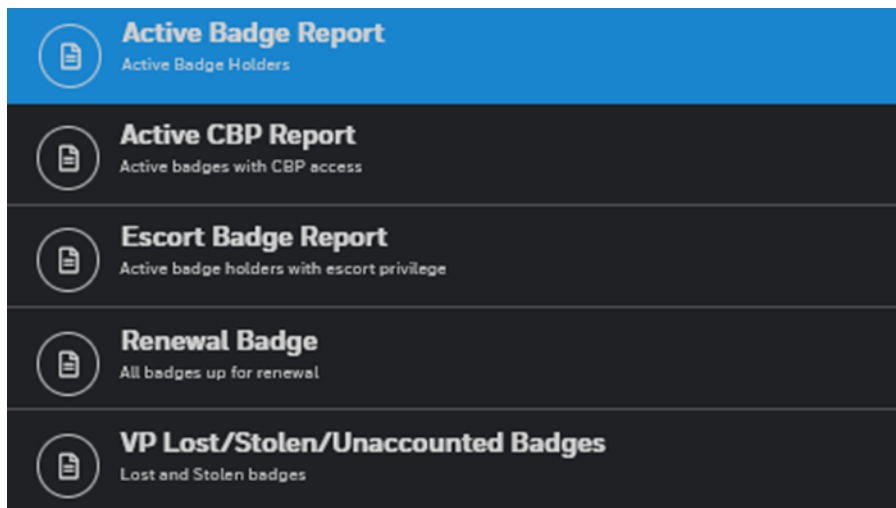 Active Badge Report
Active Badge Holders
Active CBP Report
Active badges with CBP access
Escort Badge Report
Active badge holders with escort privilege
Renewal Badge
All badges up for renewal
VP Lost/Stolen/Unaccounted Badges
Lost and Stolen badges